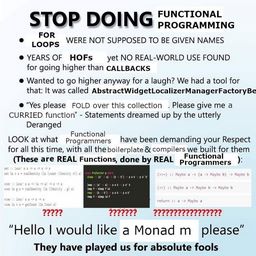 STOP DOING FUNCTIONAL PROGRAMMING
• FOR LOOPS WERE NOT SUPPOSED TO BE GIVEN NAMES
• YEARS OF HOFs yet NO REAL-WORLD USE FOUND
for going higher than CALLBACKS
• Wanted to go higher anyway for a laugh? We had a tool for
that: It was called AbstractWidgetLocalizerManagerFactoryBe
• "Yes please FOLD over this collection . Please give me a
CURRIED function" - Statements dreamed up by the utterly
Deranged
LOOK at what Functional Programmers have been demanding your Respect
for all this time, with all the boilerplate & compilers we built for them
(These are REAL Functions, done by REAL Functional Programmers ):
????? ??????? ?????????????????
"Hello I would like a Monad m please"
They have played us for absolute fools